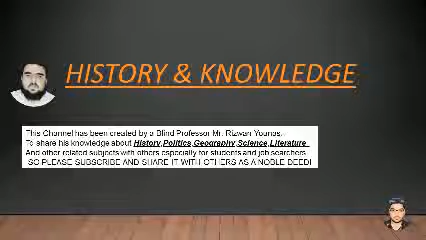 HISTORY & KNOWLEDGE
This Channel has been created by a Blind Professor Mr. Rizwan Younas.
To share his knowledge about History,Politics,Geography,Science,Literature
And other related subjects with others especially for students and job searchers
SO PLEASE SUBSCRIBE AND SHARE IT WITH OTHERS AS A NOBLE DEED!